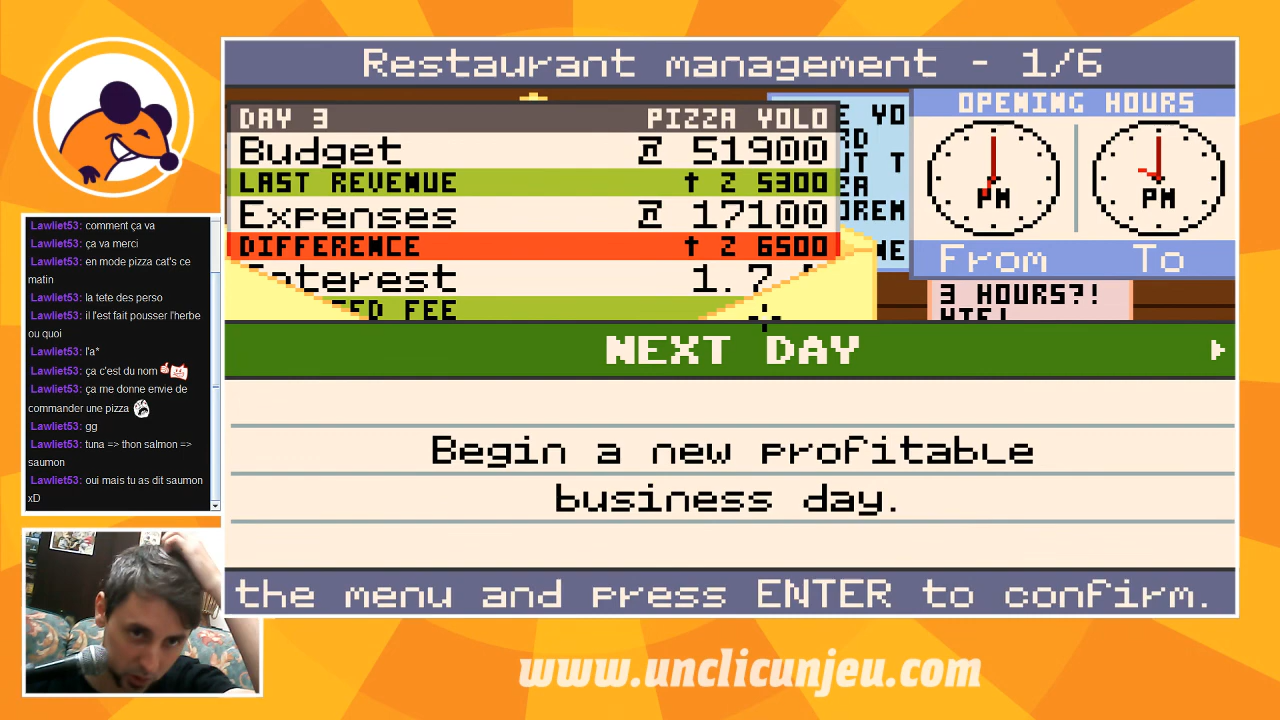 Restaurant management - 1/6
DAY 3 PIZZA YOLO
Budget 51900
LAST REVENUE ↑ Z 5300
Expenses 17100
DIFFERENCE ↑ Z 6500
1.7
FEE
YO
T
OPENING HOURS
PM PM
From To
3 HOURS?!
NEXT DAY
Begin a new profitable
business day.
the menu and press ENTER to confirm.
Lawliet53: comment ça va
Lawliet53: ça va merci
Lawliet53: en mode pizza cat's ce
matin
Lawliet53: la tete des perso
Lawliet53: il l'est fait pousser l'herbe
ou quoi
Lawliet53: l'a*
Lawliet53: ça c'est du nom
Lawliet53: ça me donne envie de
commander une pizza
Lawliet53: gg
Lawliet53: tuna => thon salmon =>
saumon
Lawliet53: oui mais tu as dit saumon
xD
www.unclicunjeu.com